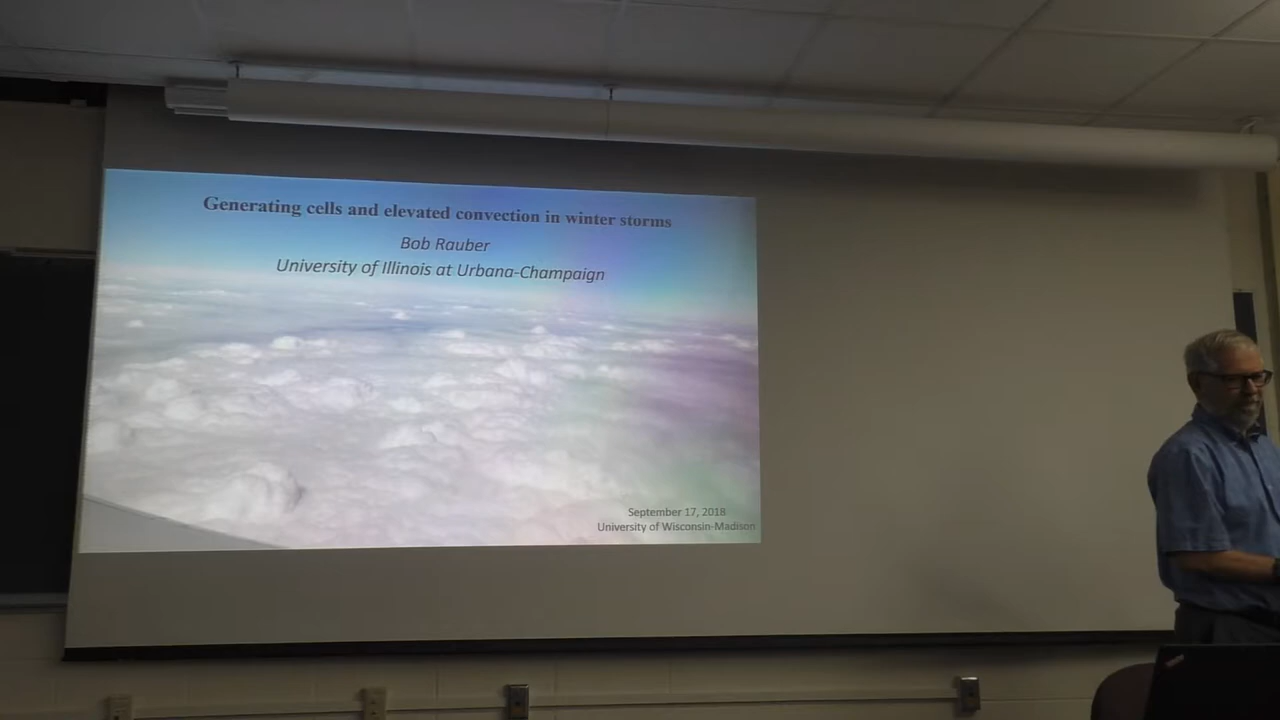 Generating cells and elevated convection in winter storms
Bob Rauber
University of Illinois at Urbana-Champaign
September 17, 2018
University of Wisconsin-Madison